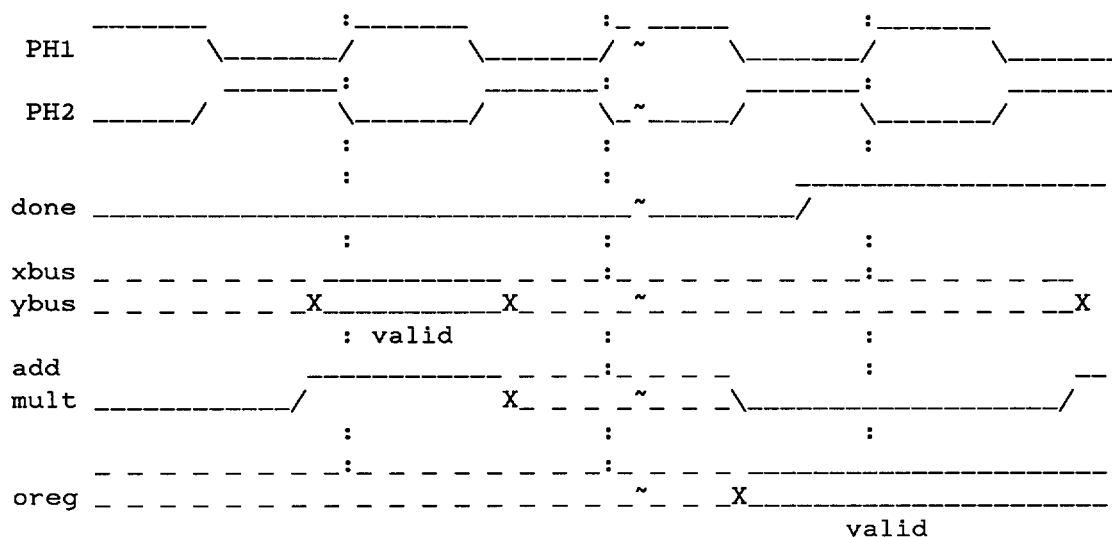 PH1
PH2
done
xbus
ybus
valid
add
mult
oreg
valid